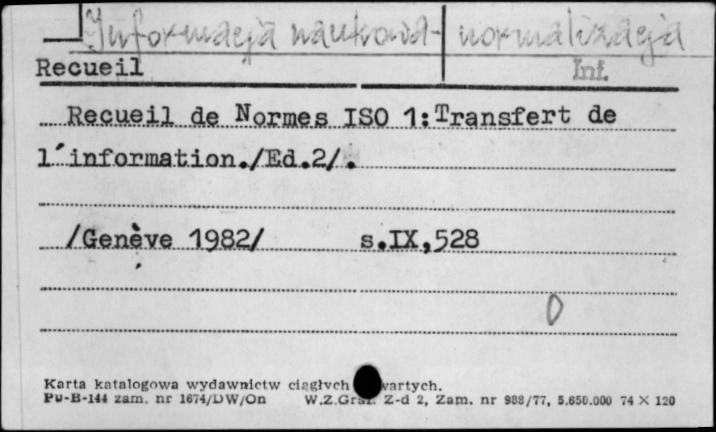 Informacja naukowa - normalizacja
Recueil Inf.
Recueil de Normes ISO 1:Transfert de
l'information./Ed.2/.
/Genève 1982/ s.IX,528
0
Karta katalogowa wydawnictw ciągłych wartych.
Pu-B-144 zam. nr 1674/DW/On W.Z.Graf. Z-d 2, Zam. nr 988/77, 5.650.000 74 × 120